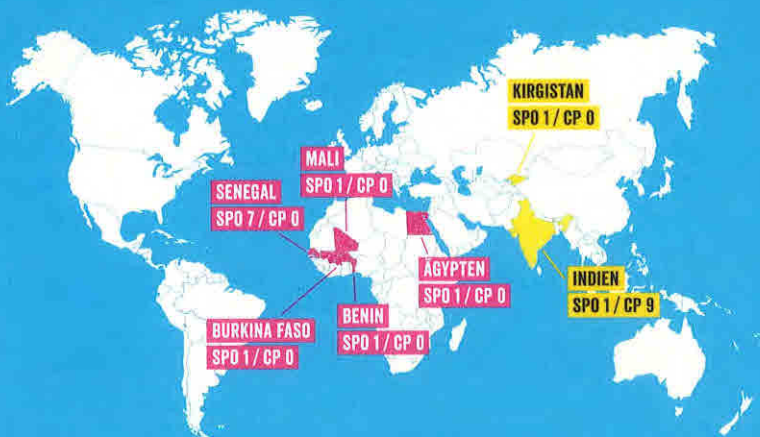 KIRGISTAN
SPO 1 / CP 0
MALI
SPO 1 / CP 0
SENEGAL
SPO 7 / CP 0
ÄGYPTEN
SPO 1 / CP 0
INDIEN
SPO 1 / CP 9
BENIN
SPO 1 / CP 0
BURKINA FASO
SPO 1 / CP 0